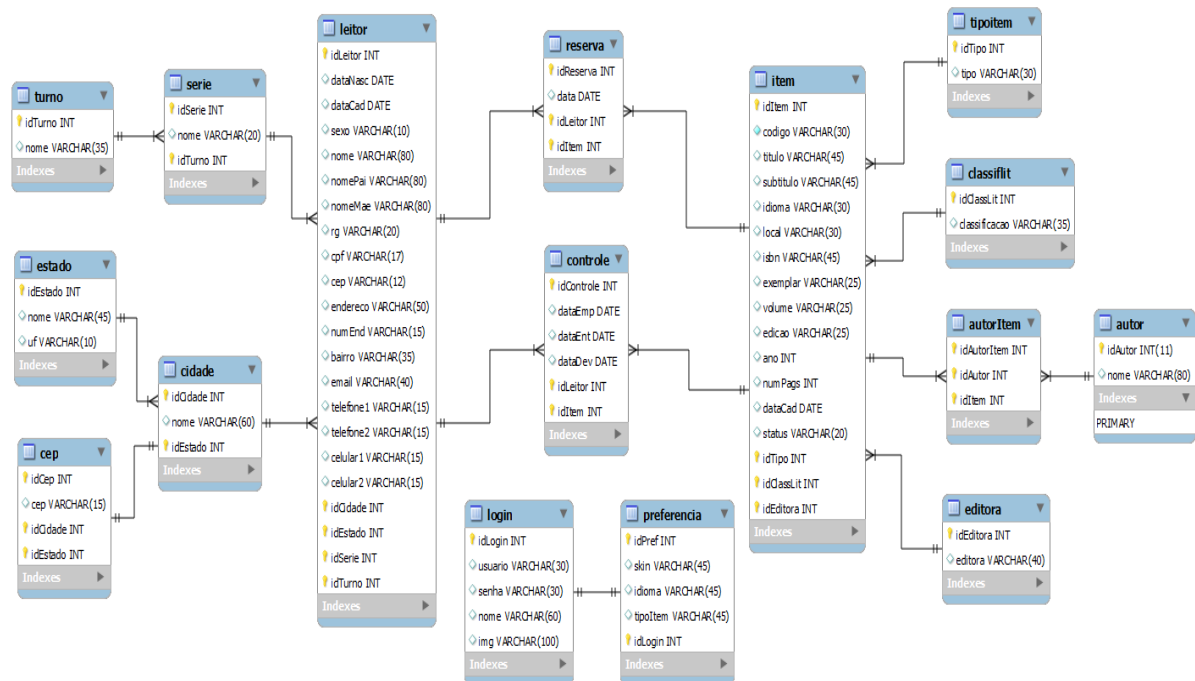 turno
idTurno INT
nome VARCHAR(35)
Indexes
serie
idSerie INT
nome VARCHAR(20)
idTurno INT
Indexes
estado
idEstado INT
nome VARCHAR(45)
uf VARCHAR(10)
Indexes
cidade
idCidade INT
nome VARCHAR(60)
idEstado INT
Indexes
cep
idCep INT
cep VARCHAR(15)
idCidade INT
idEstado INT
Indexes
leitor
idLeitor INT
dataNasc DATE
dataCad DATE
sexo VARCHAR(10)
nome VARCHAR(80)
nomePai VARCHAR(80)
nomeMae VARCHAR(80)
rg VARCHAR(20)
cpf VARCHAR(17)
cep VARCHAR(12)
endereco VARCHAR(50)
numEnd VARCHAR(15)
bairro VARCHAR(35)
email VARCHAR(40)
telefone1 VARCHAR(15)
telefone2 VARCHAR(15)
celular1 VARCHAR(15)
celular2 VARCHAR(15)
idCidade INT
idEstado INT
idSerie INT
idTurno INT
Indexes
reserva
idReserva INT
data DATE
idLeitor INT
idItem INT
Indexes
controle
idControle INT
dataEmp DATE
dataEnt DATE
dataDev DATE
idLeitor INT
idItem INT
Indexes
login
idLogin INT
usuario VARCHAR(30)
senha VARCHAR(30)
nome VARCHAR(60)
img VARCHAR(100)
Indexes
preferencia
idPref INT
skin VARCHAR(45)
idioma VARCHAR(45)
tipoItem VARCHAR(45)
idLogin INT
Indexes
item
idItem INT
codigo VARCHAR(30)
titulo VARCHAR(45)
subtitulo VARCHAR(45)
idioma VARCHAR(30)
local VARCHAR(30)
isbn VARCHAR(45)
exemplar VARCHAR(25)
volume VARCHAR(25)
edicao VARCHAR(25)
ano INT
numPags INT
dataCad DATE
status VARCHAR(20)
idTipo INT
idClassLit INT
idEditora INT
Indexes
tipoitem
idTipo INT
tipo VARCHAR(30)
Indexes
classiflit
idClassLit INT
classificacao VARCHAR(35)
Indexes
autorItem
idAutorItem INT
idAutor INT
idItem INT
Indexes
autor
idAutor INT(11)
nome VARCHAR(80)
Indexes
PRIMARY
editora
idEditora INT
editora VARCHAR(40)
Indexes